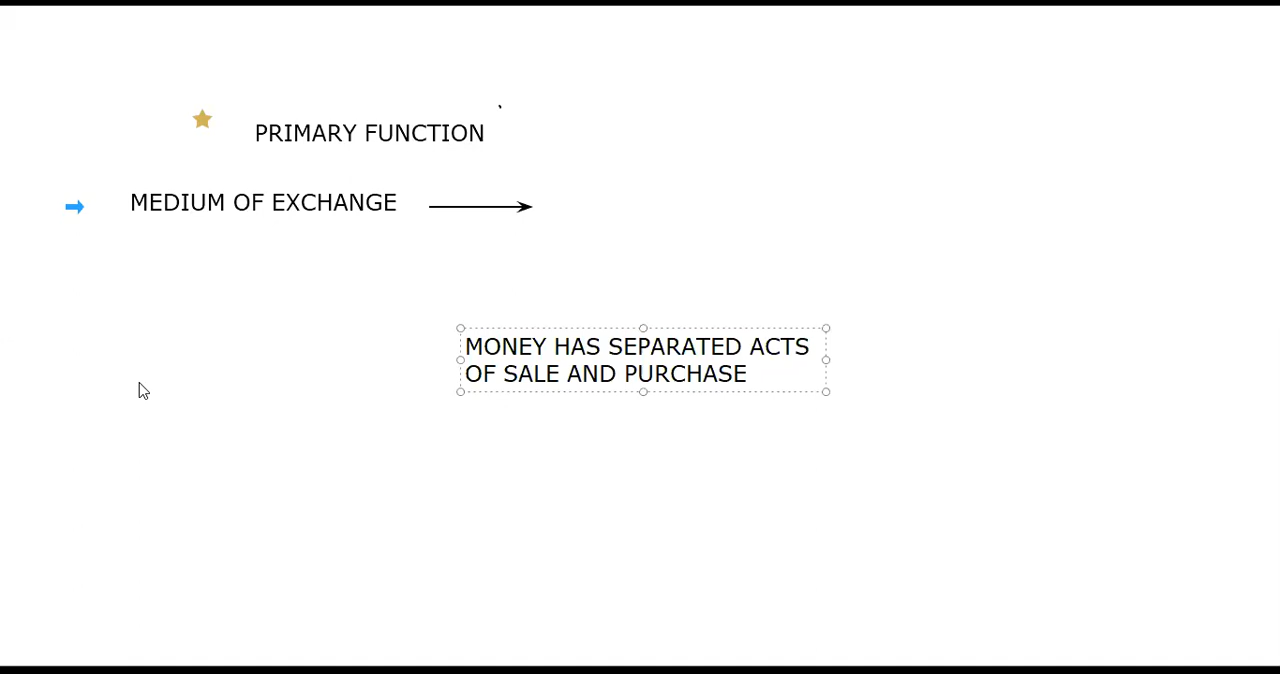 PRIMARY FUNCTION
MEDIUM OF EXCHANGE
MONEY HAS SEPARATED ACTS
OF SALE AND PURCHASE